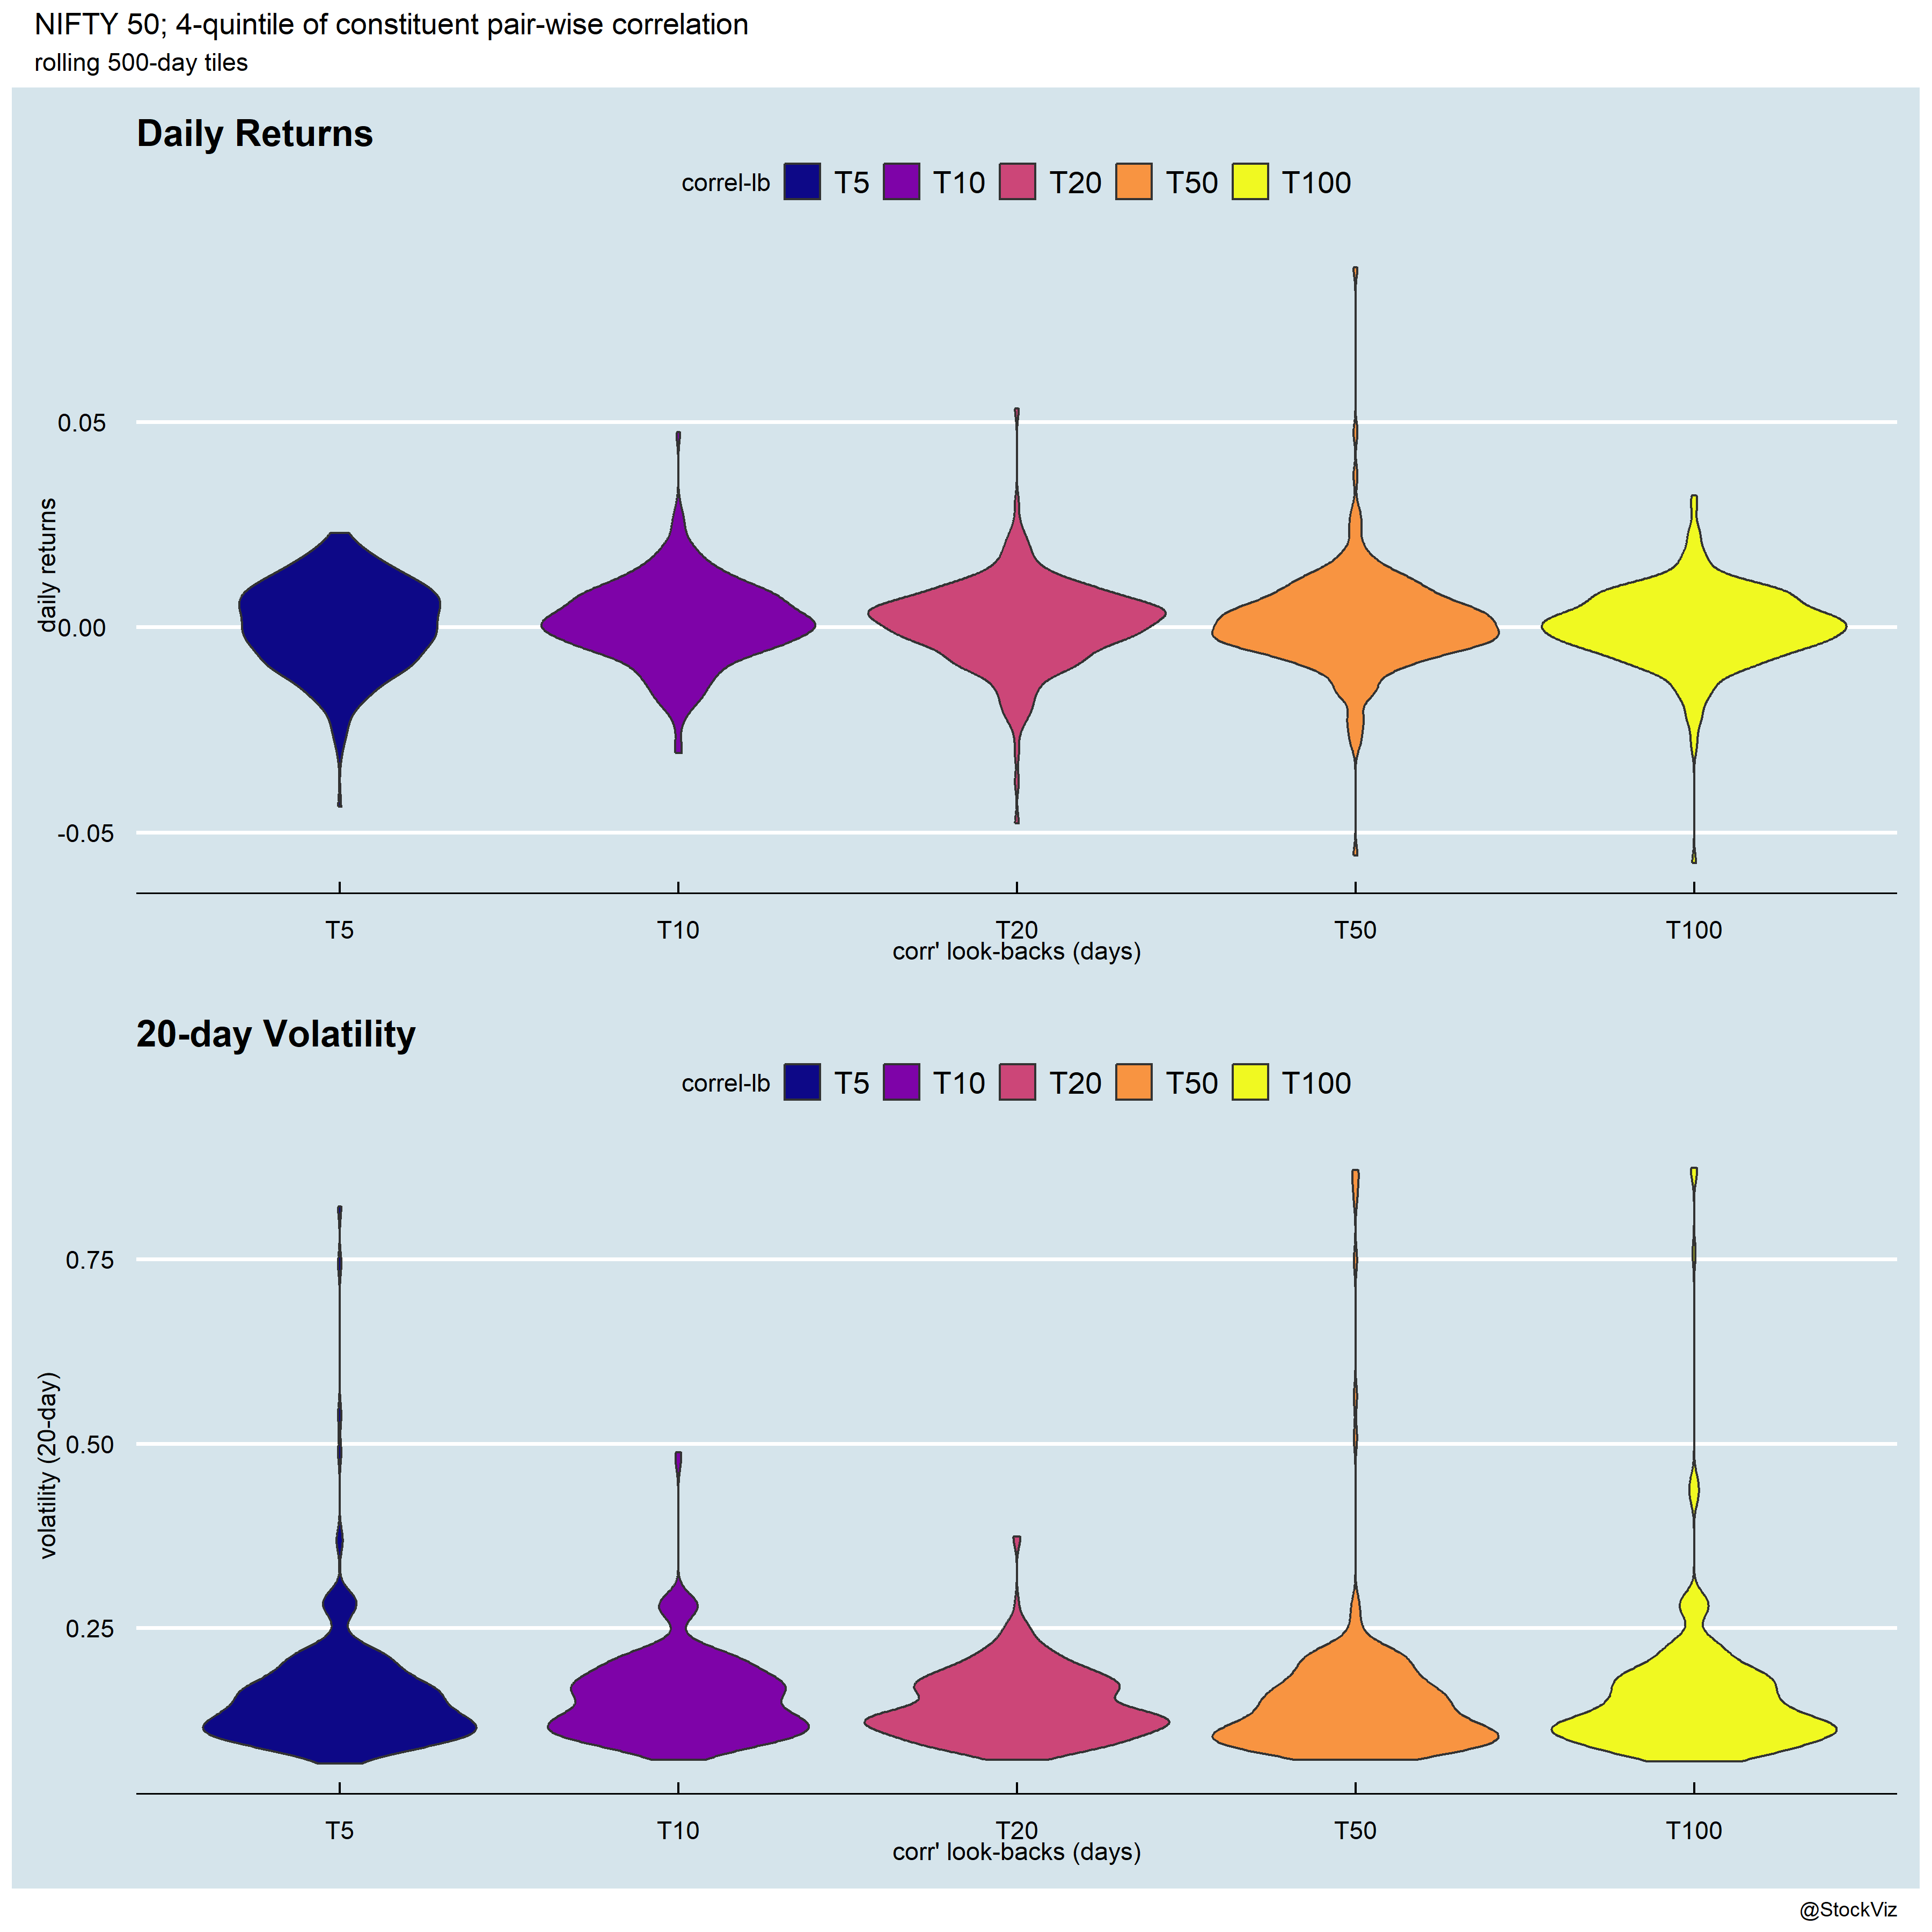 NIFTY 50; 4-quintile of constituent pair-wise correlation
rolling 500-day tiles
Daily Returns
correl-lb T5 T10 T20 T50 T100
daily returns
0.05
0.00
-0.05
T5 T10 T20 T50 T100
corr' look-backs (days)
20-day Volatility
correl-lb T5 T10 T20 T50 T100
volatility (20-day)
0.75
0.50
0.25
T5 T10 T20 T50 T100
corr' look-backs (days)
@StockViz